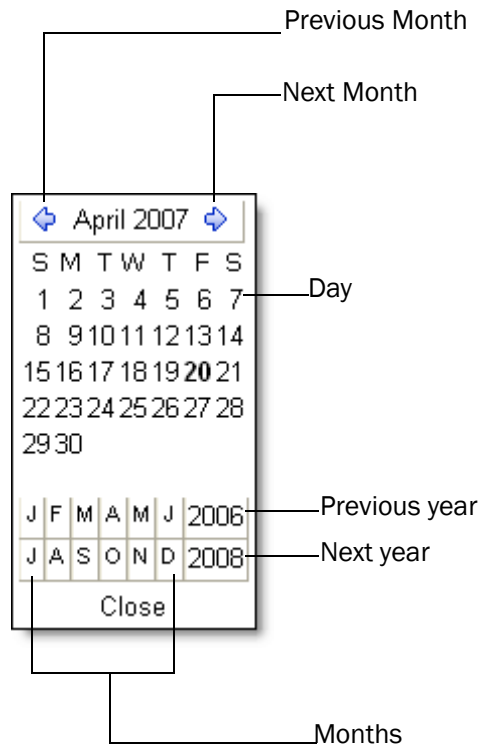 Previous Month
Next Month
April 2007
S M T W T F S
1 2 3 4 5 6 7
Day
8 9 10 11 12 13 14
15 16 17 18 19 20 21
22 23 24 25 26 27 28
29 30
J F M A M J 2006
Previous year
J A S O N D 2008
Next year
Close
Months